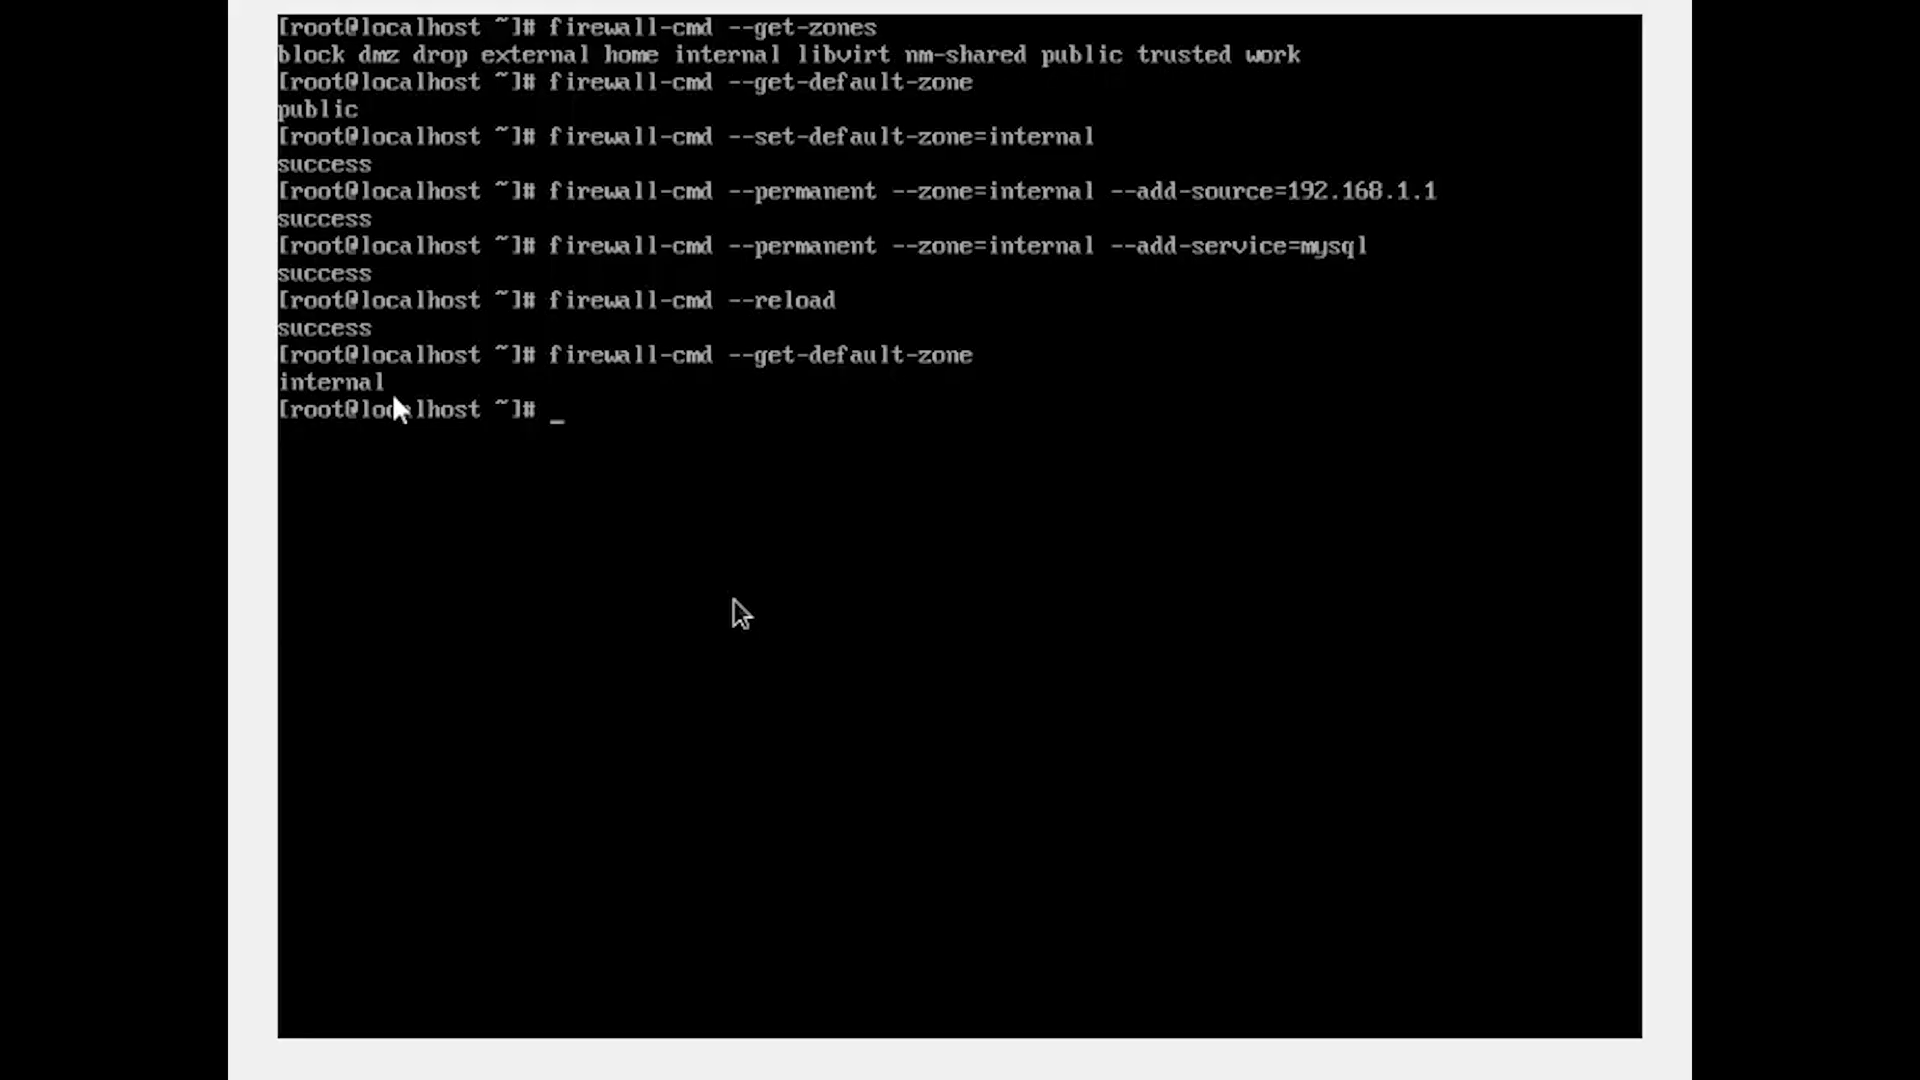 [root@localhost ~]# firewall-cmd --get-zones
block dmz drop external home internal libvirt nm-shared public trusted work
[root@localhost ~]# firewall-cmd --get-default-zone
public
[root@localhost ~]# firewall-cmd --set-default-zone=internal
success
[root@localhost ~]# firewall-cmd --permanent --zone=internal --add-source=192.168.1.1
success
[root@localhost ~]# firewall-cmd --permanent --zone=internal --add-service=mysql
success
[root@localhost ~]# firewall-cmd --reload
success
[root@localhost ~]# firewall-cmd --get-default-zone
internal
[root@localhost ~]# _